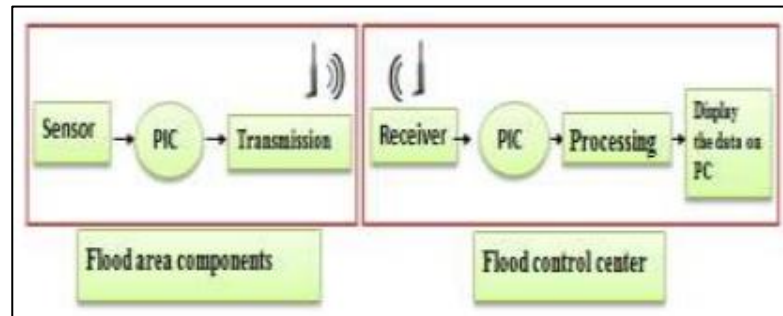 Sensor
PIC
Transmission
Receiver
PIC
Processing
Display
the data on
PC
Flood area components
Flood control center